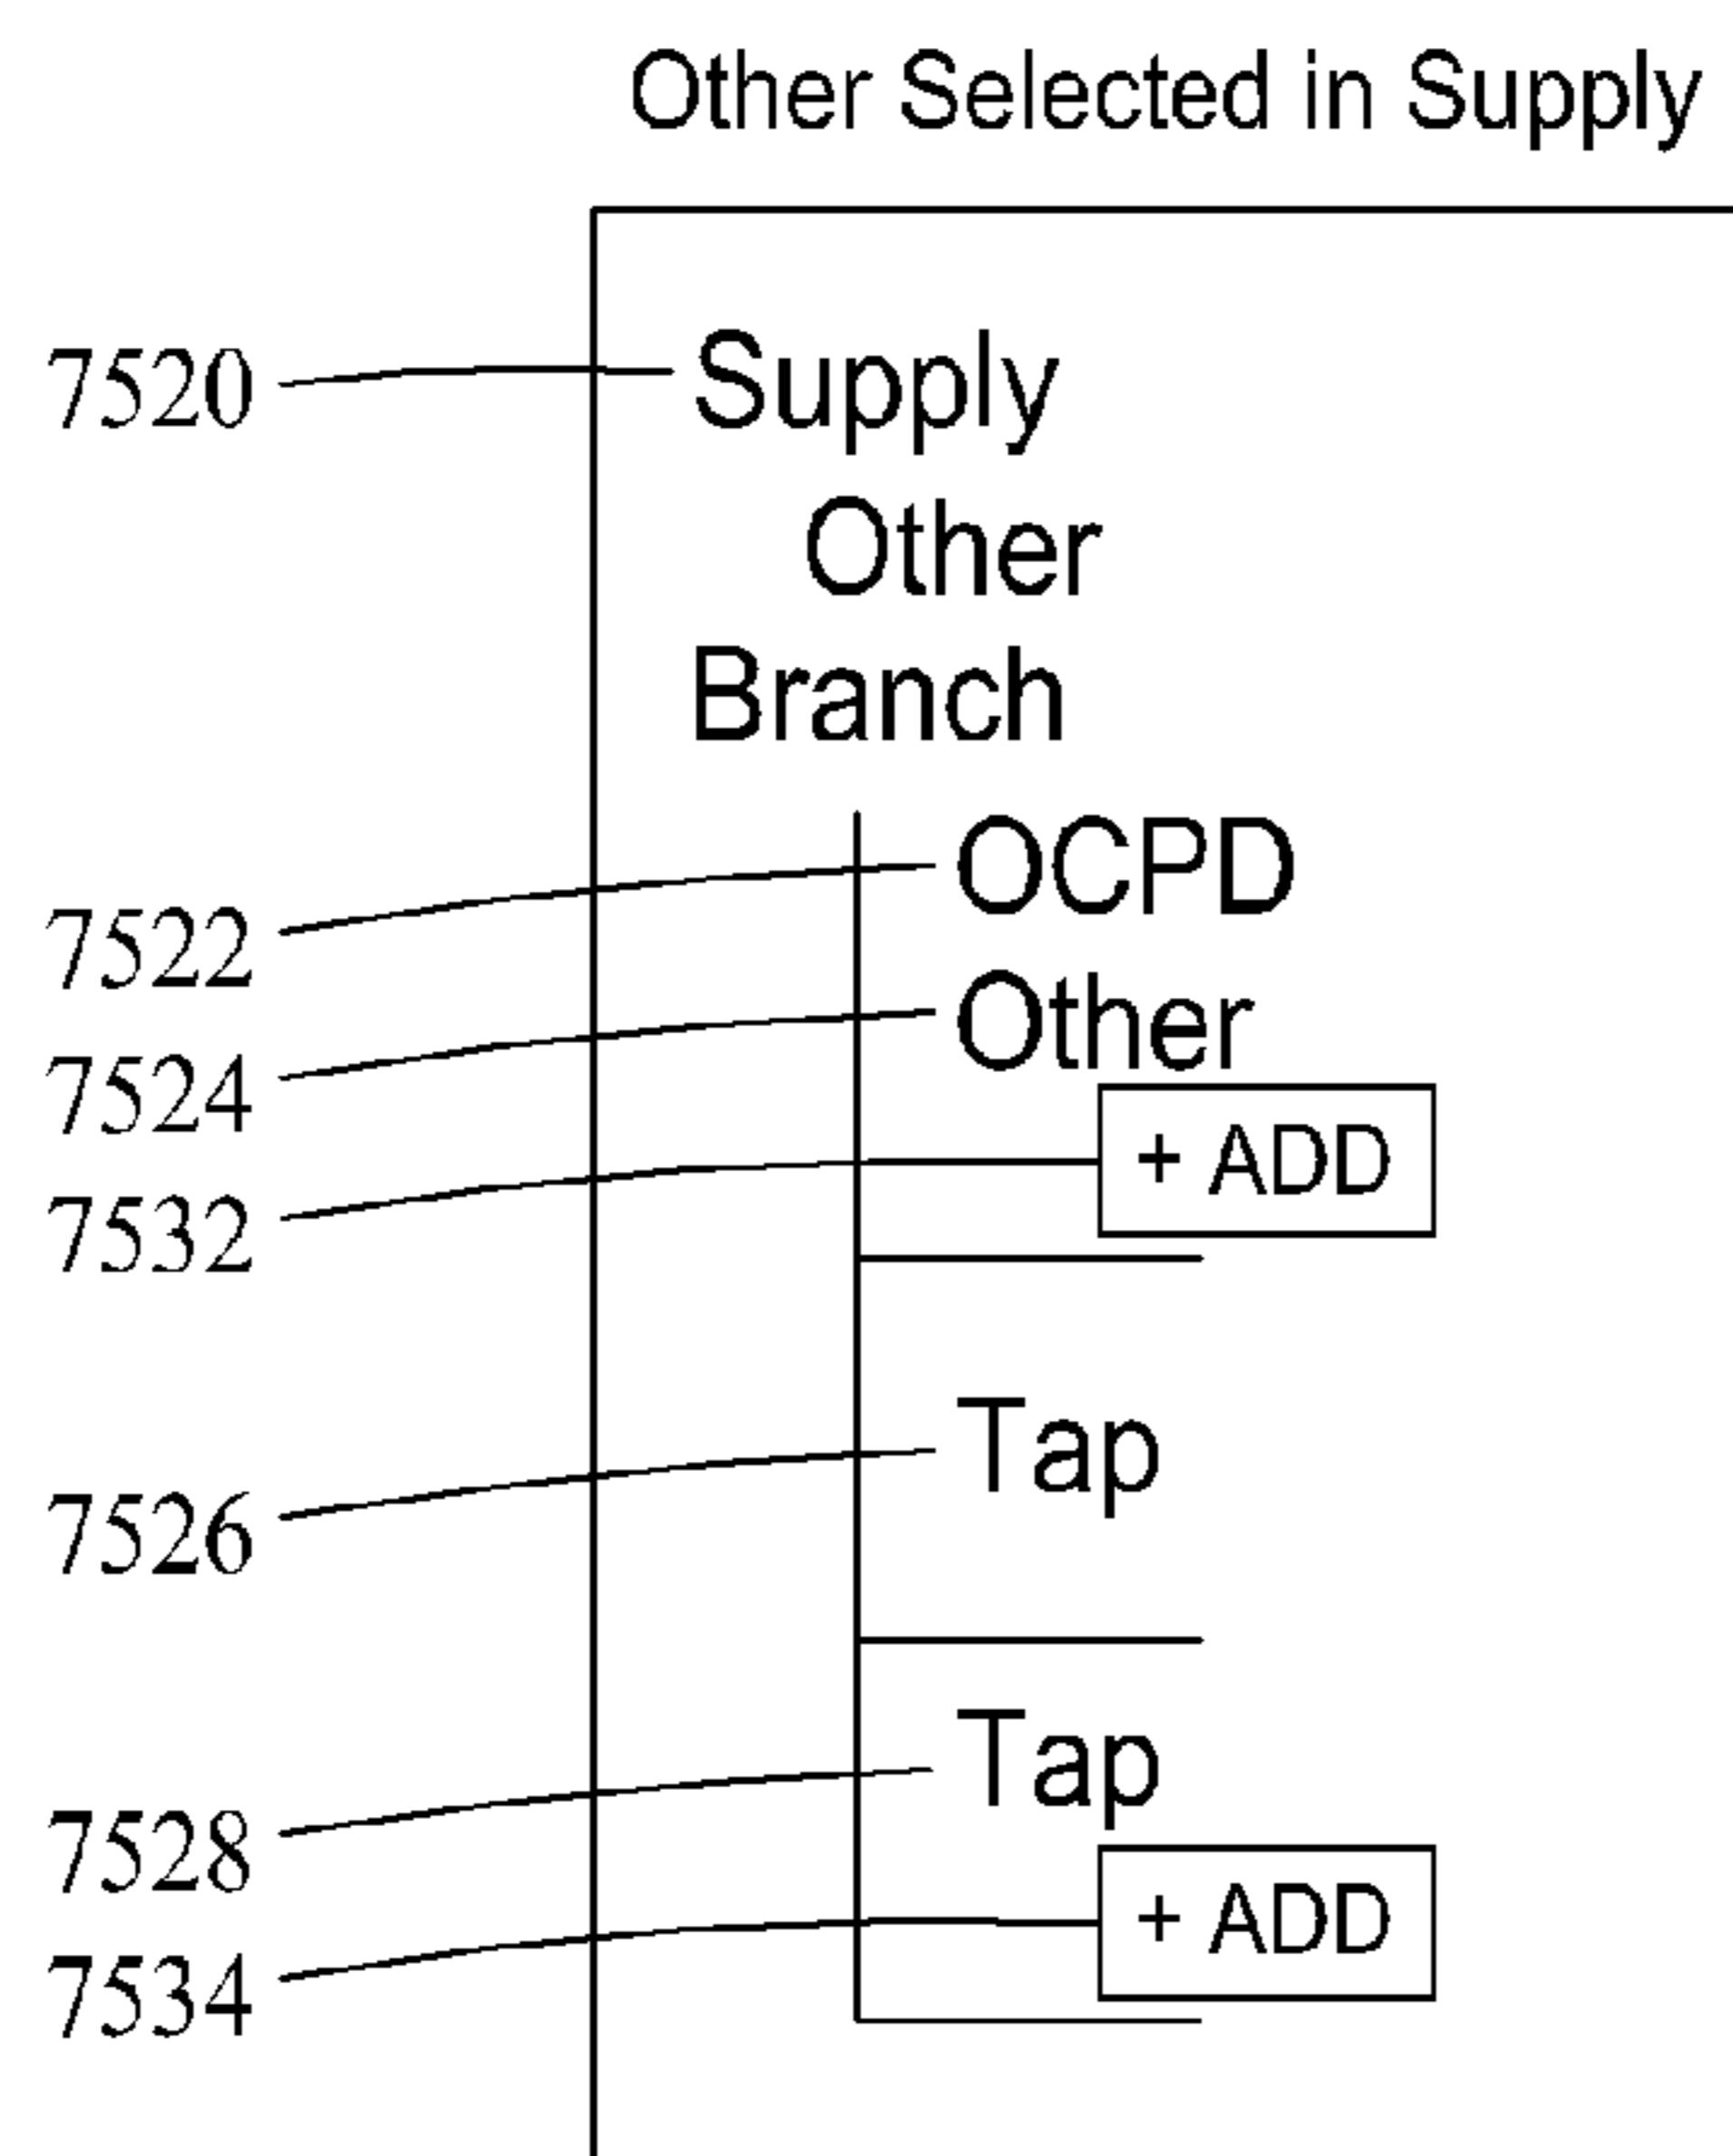 Other Selected in Supply
7520 Supply
Other
Branch
7522 OCPD
7524 Other
7532 + ADD
7526 Tap
7528 Tap
7534 + ADD